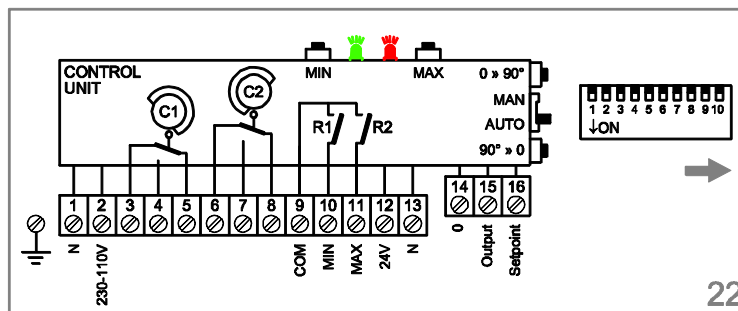 MIN
MAX
CONTROL
UNIT
C1
C2
R1
R2
0 » 90°
MAN
AUTO
90° » 0
1 2 3 4 5 6 7 8 9 10
↓ON
1 2 3 4 5 6 7 8 9 10 11 12 13
14 15 16
N
230-110V
COM
MIN
MAX
24V
N
0
Output
Setpoint
22